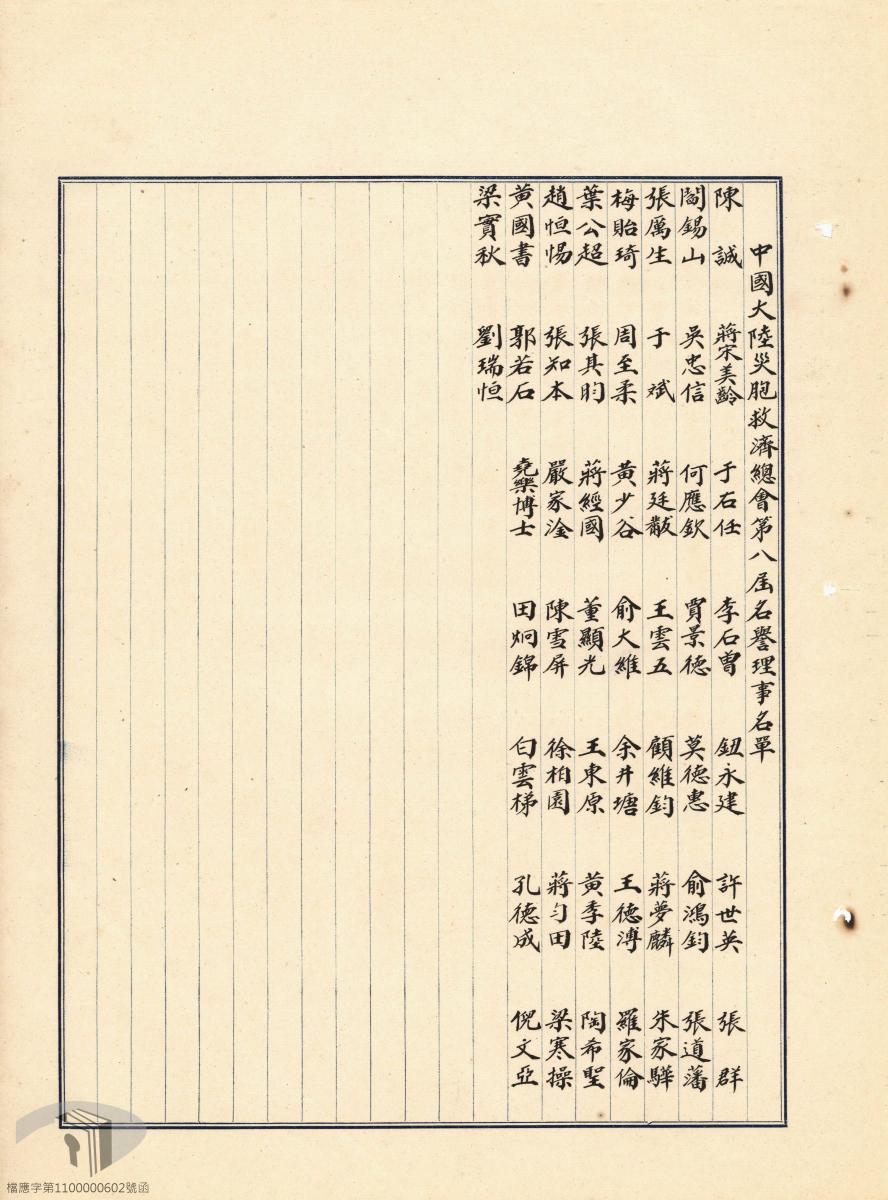 中國大陸災胞救濟總會第八屆名譽理事名單
陳誠 蔣宋美齡 于右任 李石曾 鈕永建 許世英 張群
閻錫山 吳忠信 何應欽 賈景德 莫德惠 俞鴻鈞 張道藩
張厲生 于斌 蔣廷黻 王雲五 顧維鈞 蔣夢麟 朱家驊
梅貽琦 周至柔 黃少谷 俞大維 余井塘 王德溥 羅家倫
葉公超 張其昀 蔣經國 董顯光 王東原 黃季陸 陶希聖
趙恒惕 張知本 嚴家淦 陳雪屏 徐柏園 蔣勻田 梁寒操
黃國書 郭若石 堯樂博士 田炯錦 白雲梯 孔德成 倪文亞
梁實秋 劉瑞恒
檔應字第1100000602號函